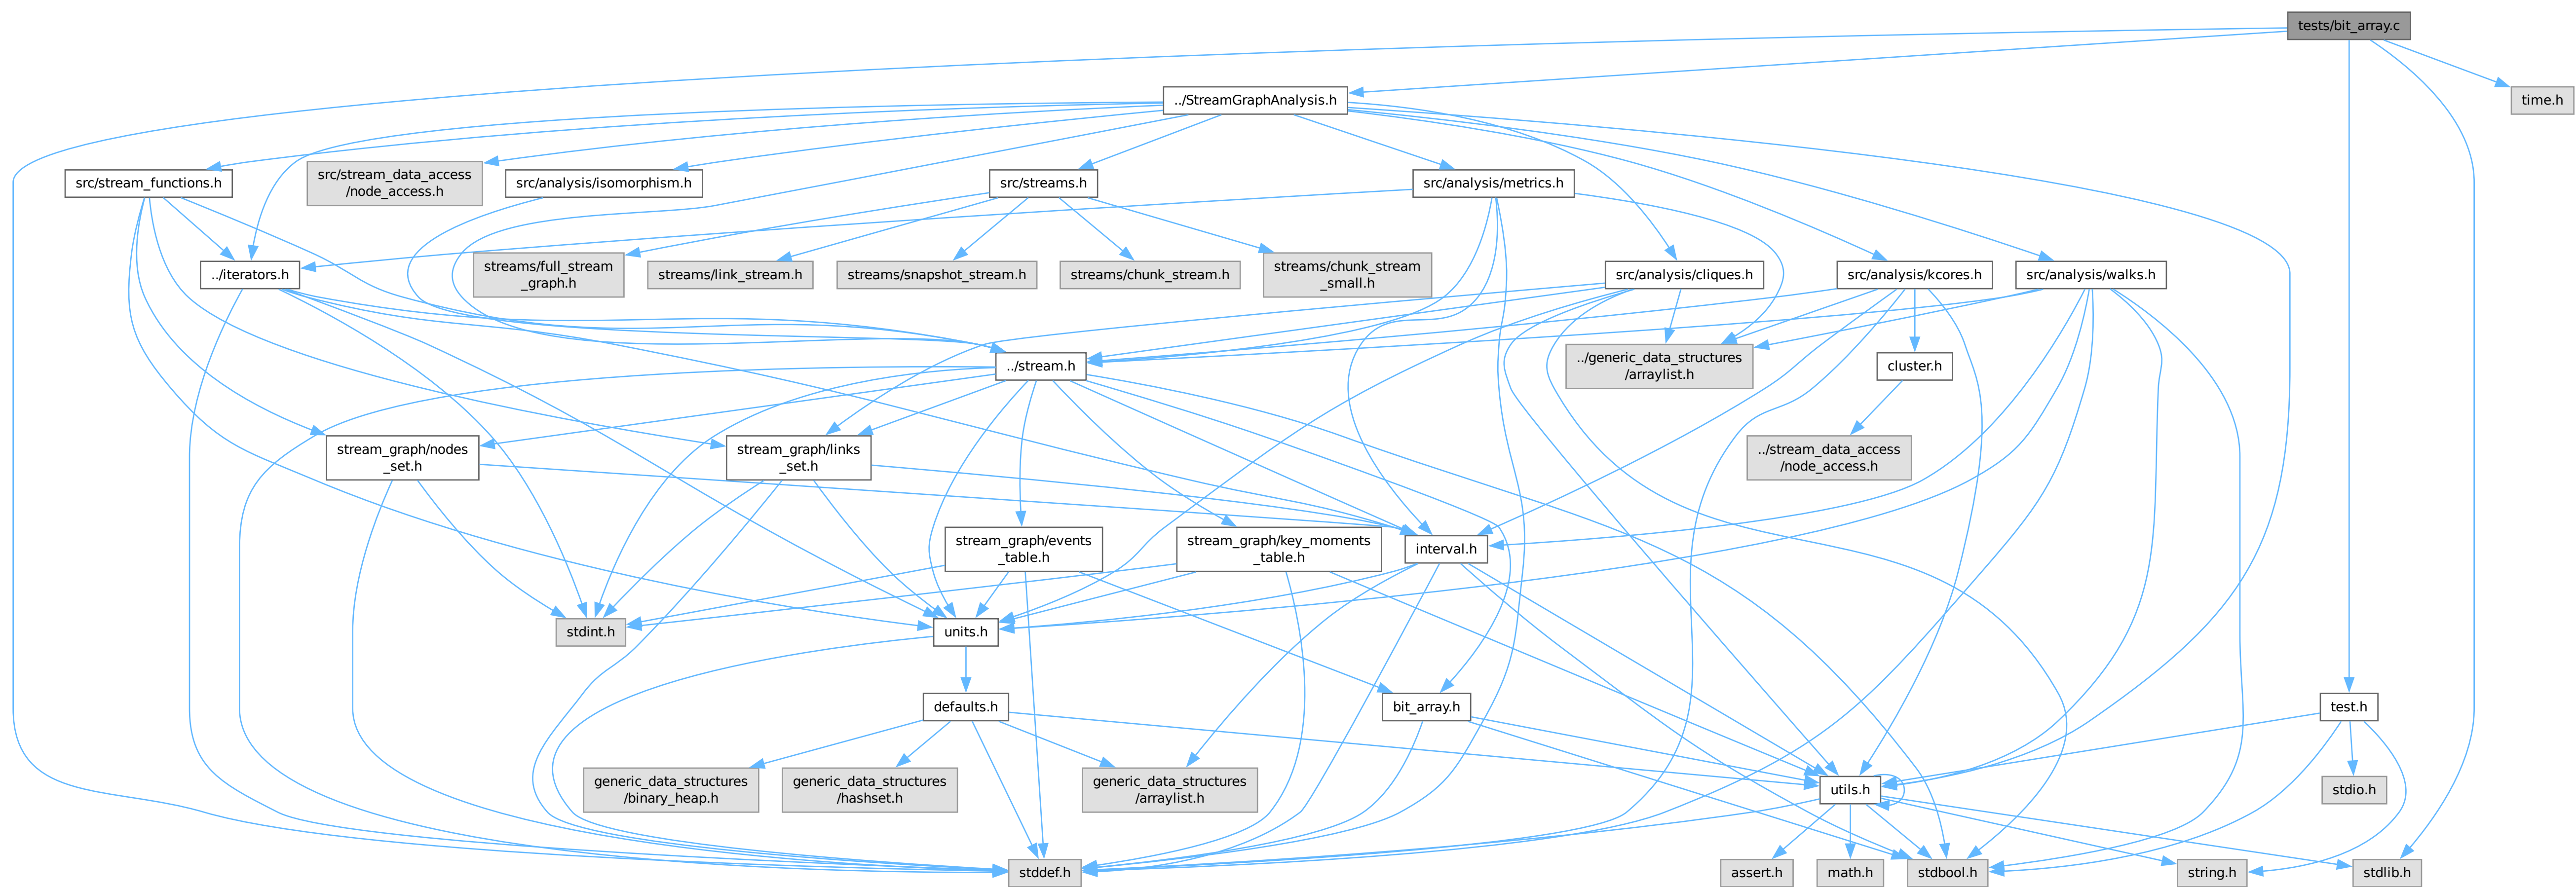 tests/bit_array.c
../StreamGraphAnalysis.h
time.h
src/stream_functions.h
src/stream_data_access
/node_access.h
src/analysis/isomorphism.h
src/streams.h
src/analysis/metrics.h
../iterators.h
streams/full_stream
_graph.h
streams/link_stream.h
streams/snapshot_stream.h
streams/chunk_stream.h
streams/chunk_stream
_small.h
src/analysis/cliques.h
src/analysis/kcores.h
src/analysis/walks.h
../stream.h
../generic_data_structures
/arraylist.h
cluster.h
stream_graph/nodes
_set.h
stream_graph/links
_set.h
../stream_data_access
/node_access.h
stream_graph/events
_table.h
stream_graph/key_moments
_table.h
interval.h
stdint.h
units.h
defaults.h
bit_array.h
test.h
generic_data_structures
/binary_heap.h
generic_data_structures
/hashset.h
generic_data_structures
/arraylist.h
utils.h
stdio.h
stddef.h
assert.h
math.h
stdbool.h
string.h
stdlib.h